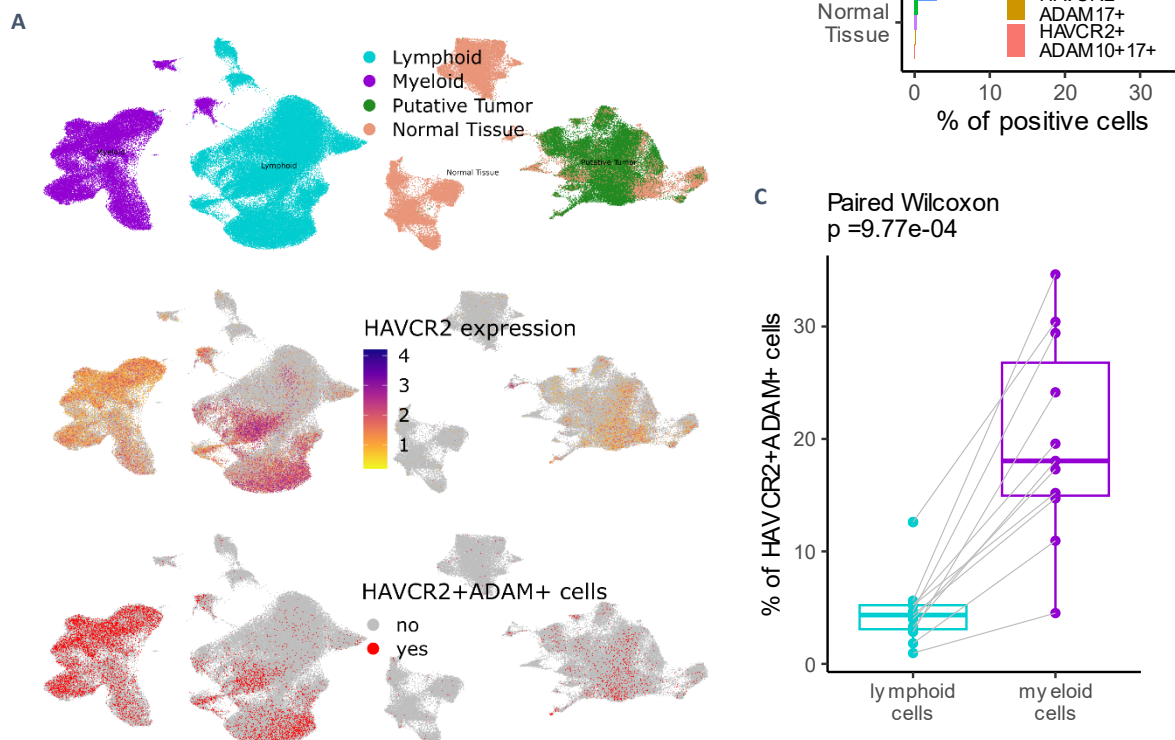 A
Lymphoid
Myeloid
Putative Tumor
Normal Tissue
Myeloid
Lymphoid
Normal Tissue
Putative Tumor
HAVCR2 expression
4
3
2
1
HAVCR2+ADAM+ cells
no
yes
Normal
Tissue
ADAM17+
HAVCR2+
ADAM10+17+
0
10
20
30
% of positive cells
C
Paired Wilcoxon
p =9.77e-04
% of HAVCR2+ADAM+ cells
30
20
10
0
lymphoid
cells
myeloid
cells